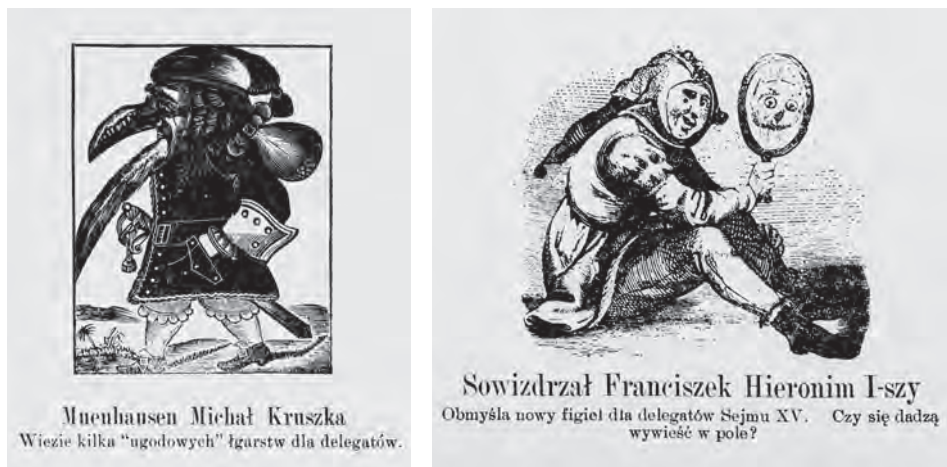 Muenhausen Michał Kruszka
Wiezie kilka “ugodowych” łgarstw dla delegatów.
Sowizdrzał Franciszek Hieronim I-szy
Obmyśla nowy figiel dla delegatów Sejmu XV. Czy się dadzą
wywieść w pole?